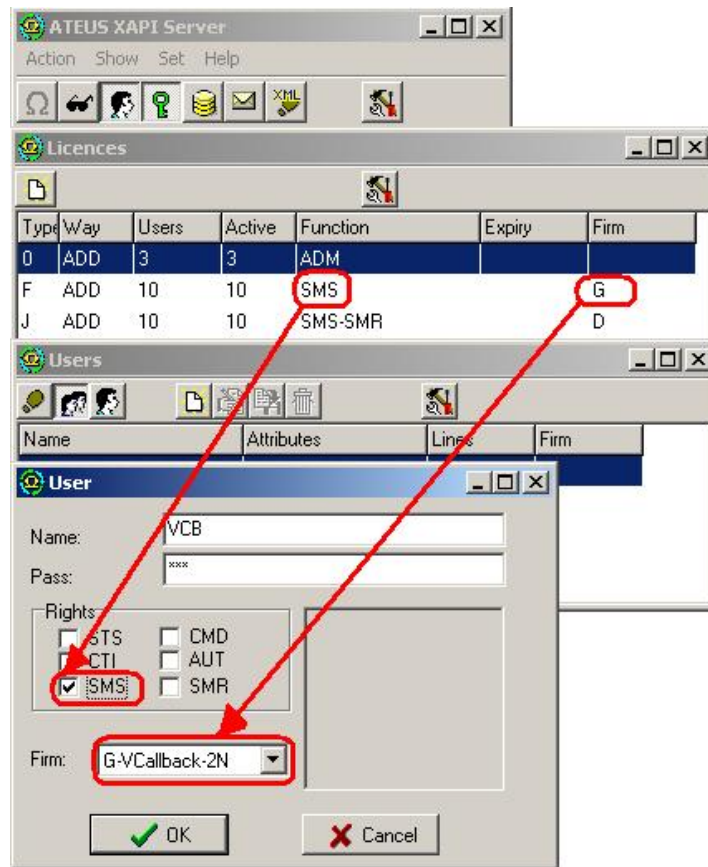 ATEUS XAPI Server
Action Show Set Help
XML
Licences
Type Way Users Active Function Expiry Firm
0 ADD 3 3 ADM
F ADD 10 10 SMS G
J ADD 10 10 SMS-SMR D
Users
Name Attributes Lines Firm
User
Name: VCB
Pass: ***
Rights
STS CMD
CTI AUT
SMS SMR
Firm: G-VCallback-2N
OK Cancel